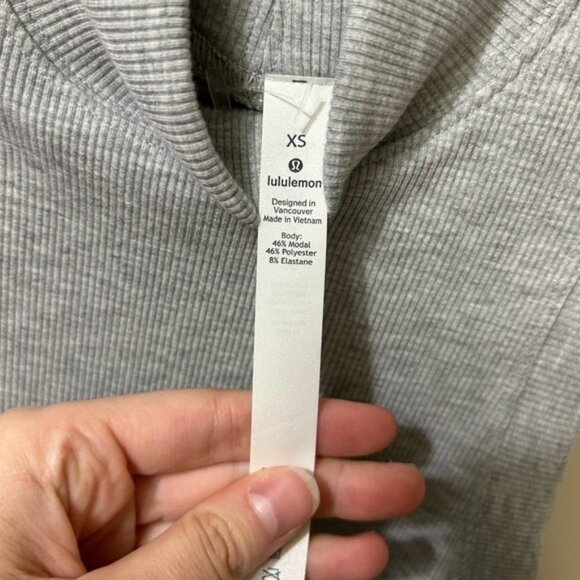 XS
lululemon
Designed in
Vancouver
Made in Vietnam
Body:
46% Modal
46% Polyester
8% Elastane